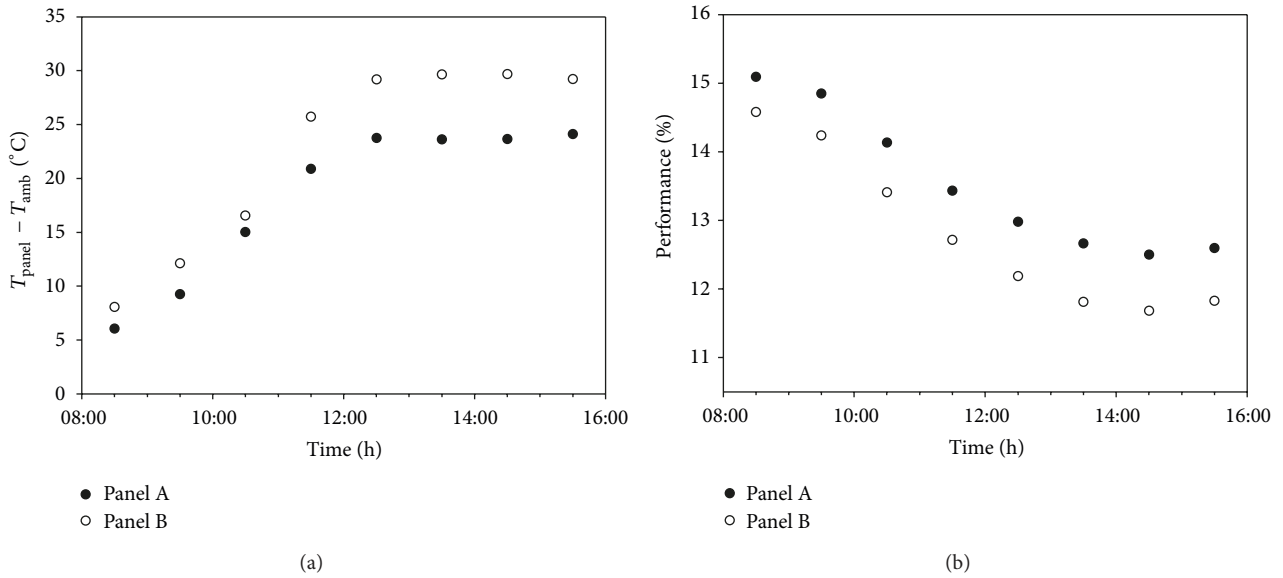 35
30
25
20
15
10
5
0
T_panel − T_amb (°C)
08:00 10:00 12:00 14:00 16:00
Time (h)
Panel A
Panel B
(a)
16
15
14
13
12
11
Performance (%)
08:00 10:00 12:00 14:00 16:00
Time (h)
Panel A
Panel B
(b)